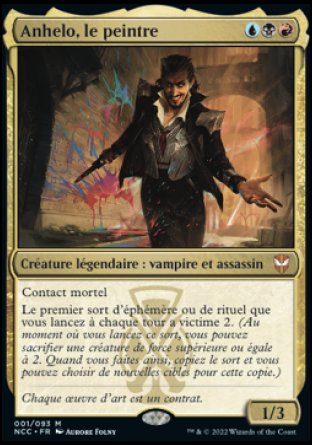 Anhelo, le peintre
Créature légendaire : vampire et assassin
Contact mortel
Le premier sort d'éphémère ou de rituel que
vous lancez à chaque tour a victime 2. (Au
moment où vous lancez ce sort, vous pouvez
sacrifier une créature de force supérieure ou égale
à 2. Quand vous faites ainsi, copiez le sort et vous
pouvez choisir de nouvelles cibles pour cette copie.)
Chaque œuvre d'art est un contrat.
1/3
001/093 M
NCC • FR AURORE FOLNY
™ & © 2022 Wizards of the Coast